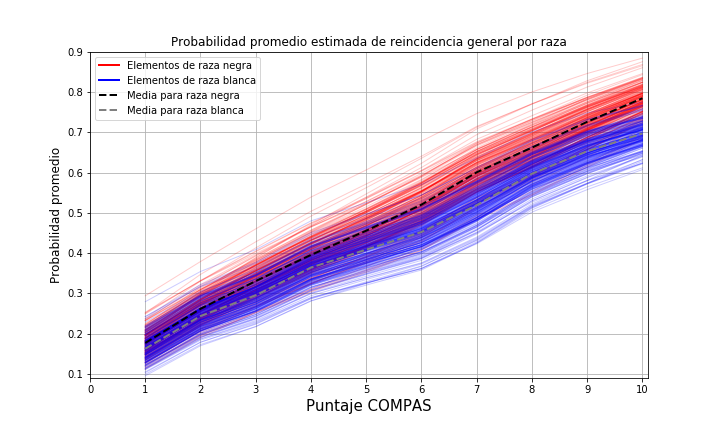 Probabilidad promedio estimada de reincidencia general por raza
Elementos de raza negra
Elementos de raza blanca
Media para raza negra
Media para raza blanca
Probabilidad promedio
0.9
0.8
0.7
0.6
0.5
0.4
0.3
0.2
0.1
0 1 2 3 4 5 6 7 8 9 10
Puntaje COMPAS